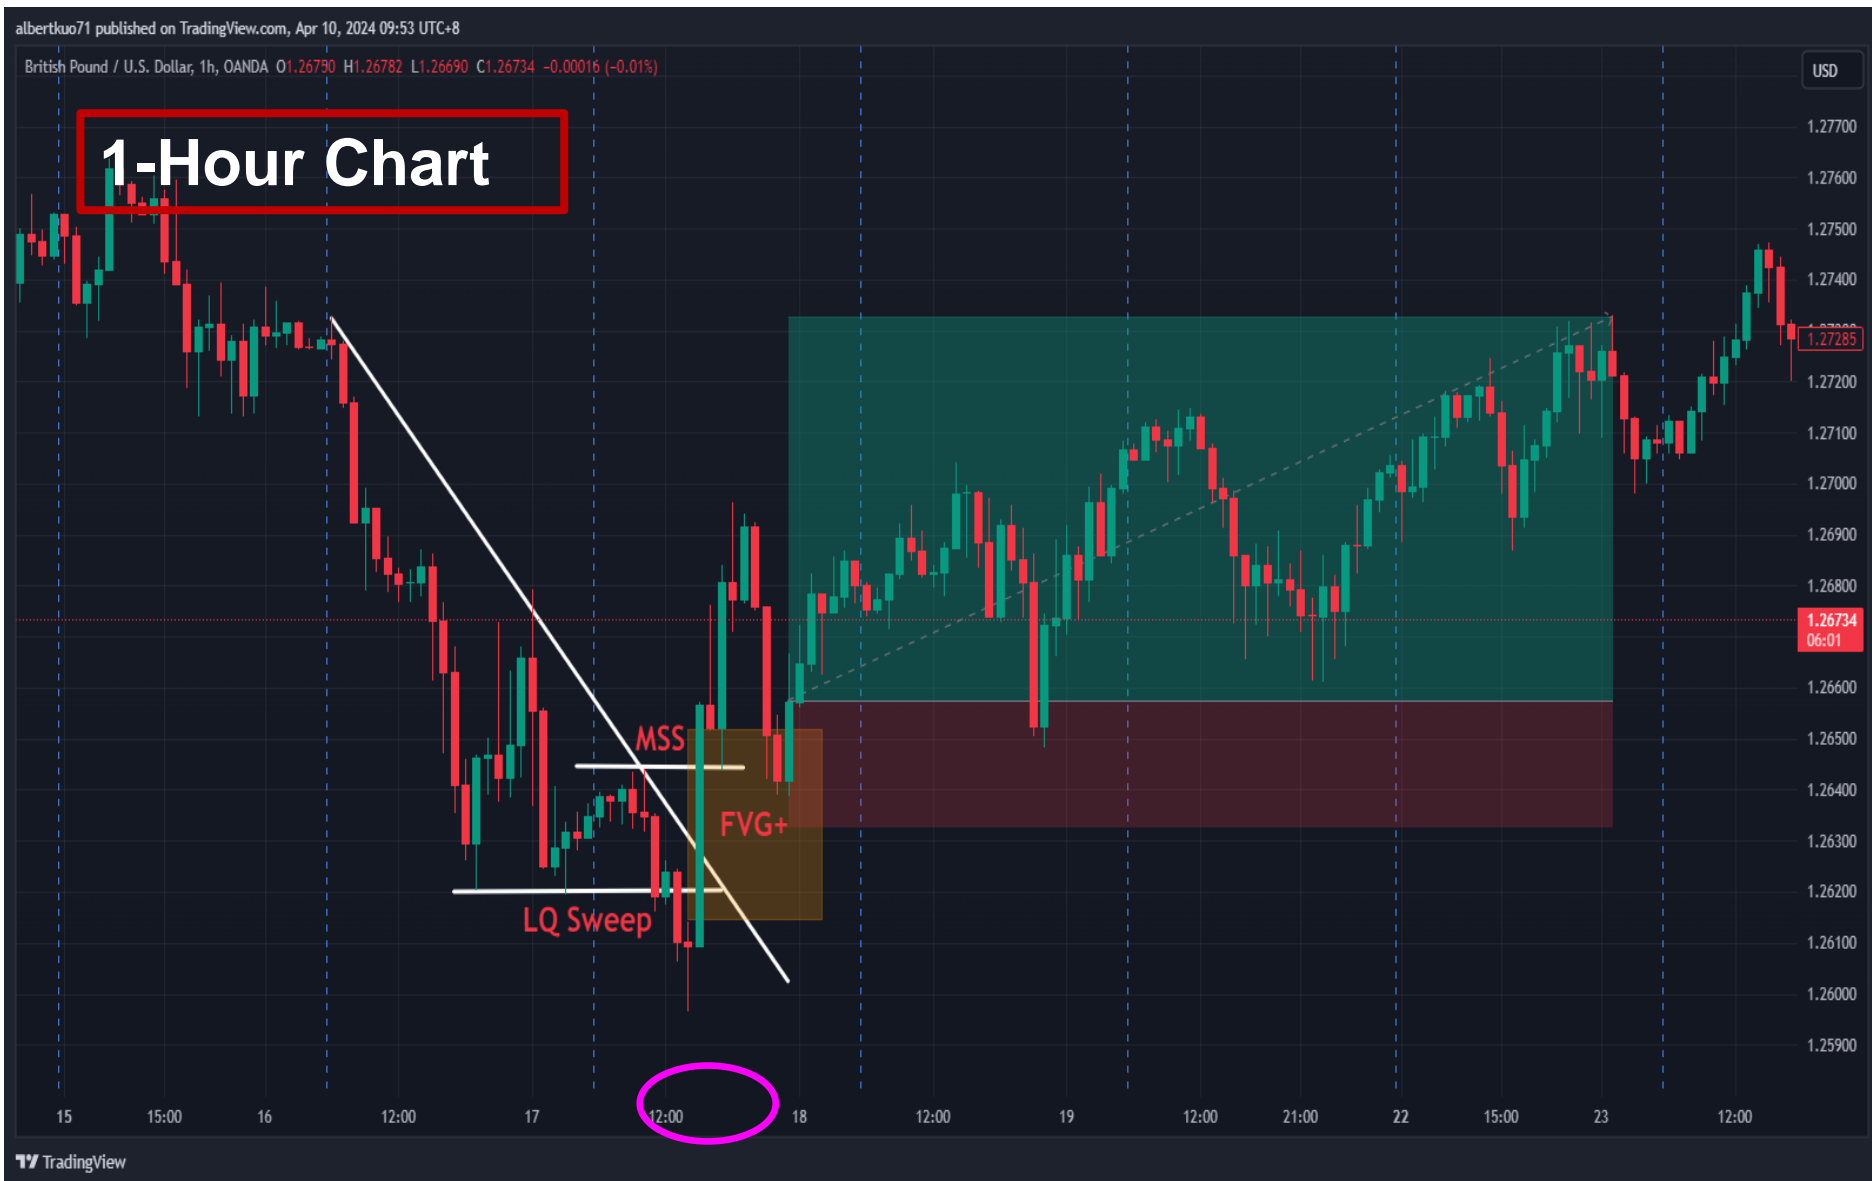 albertkuo71 published on TradingView.com, Apr 10, 2024 09:53 UTC+8
British Pound / U.S. Dollar, 1h, OANDA O1.26750 H1.26782 L1.26690 C1.26734 −0.00016 (−0.01%)
USD
1-Hour Chart
1.27700
1.27600
1.27500
1.27400
1.27285
1.27200
1.27100
1.27000
1.26900
1.26800
1.26734
06:01
1.26600
1.26500
1.26400
1.26300
1.26200
1.26100
1.26000
1.25900
MSS
FVG+
LQ Sweep
15 15:00 16 12:00 17 12:00 18 12:00 19 12:00 21:00 22 15:00 23 12:00
TradingView